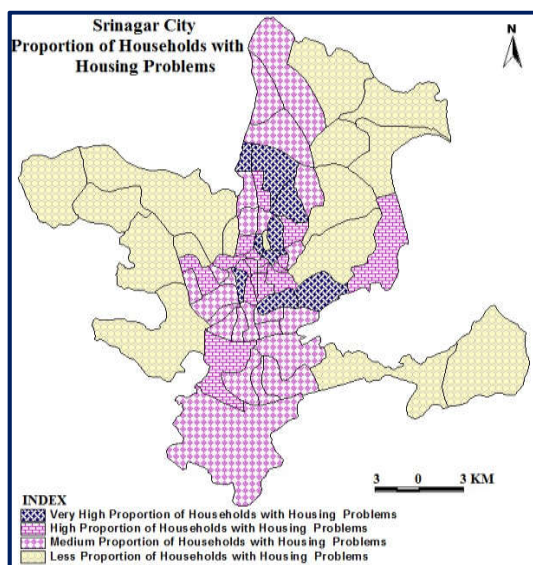 Srinagar City
Proportion of Households with
Housing Problems
N
3 0 3 KM
INDEX
Very High Proportion of Households with Housing Problems
High Proportion of Households with Housing Problems
Medium Proportion of Households with Housing Problems
Less Proportion of Households with Housing Problems